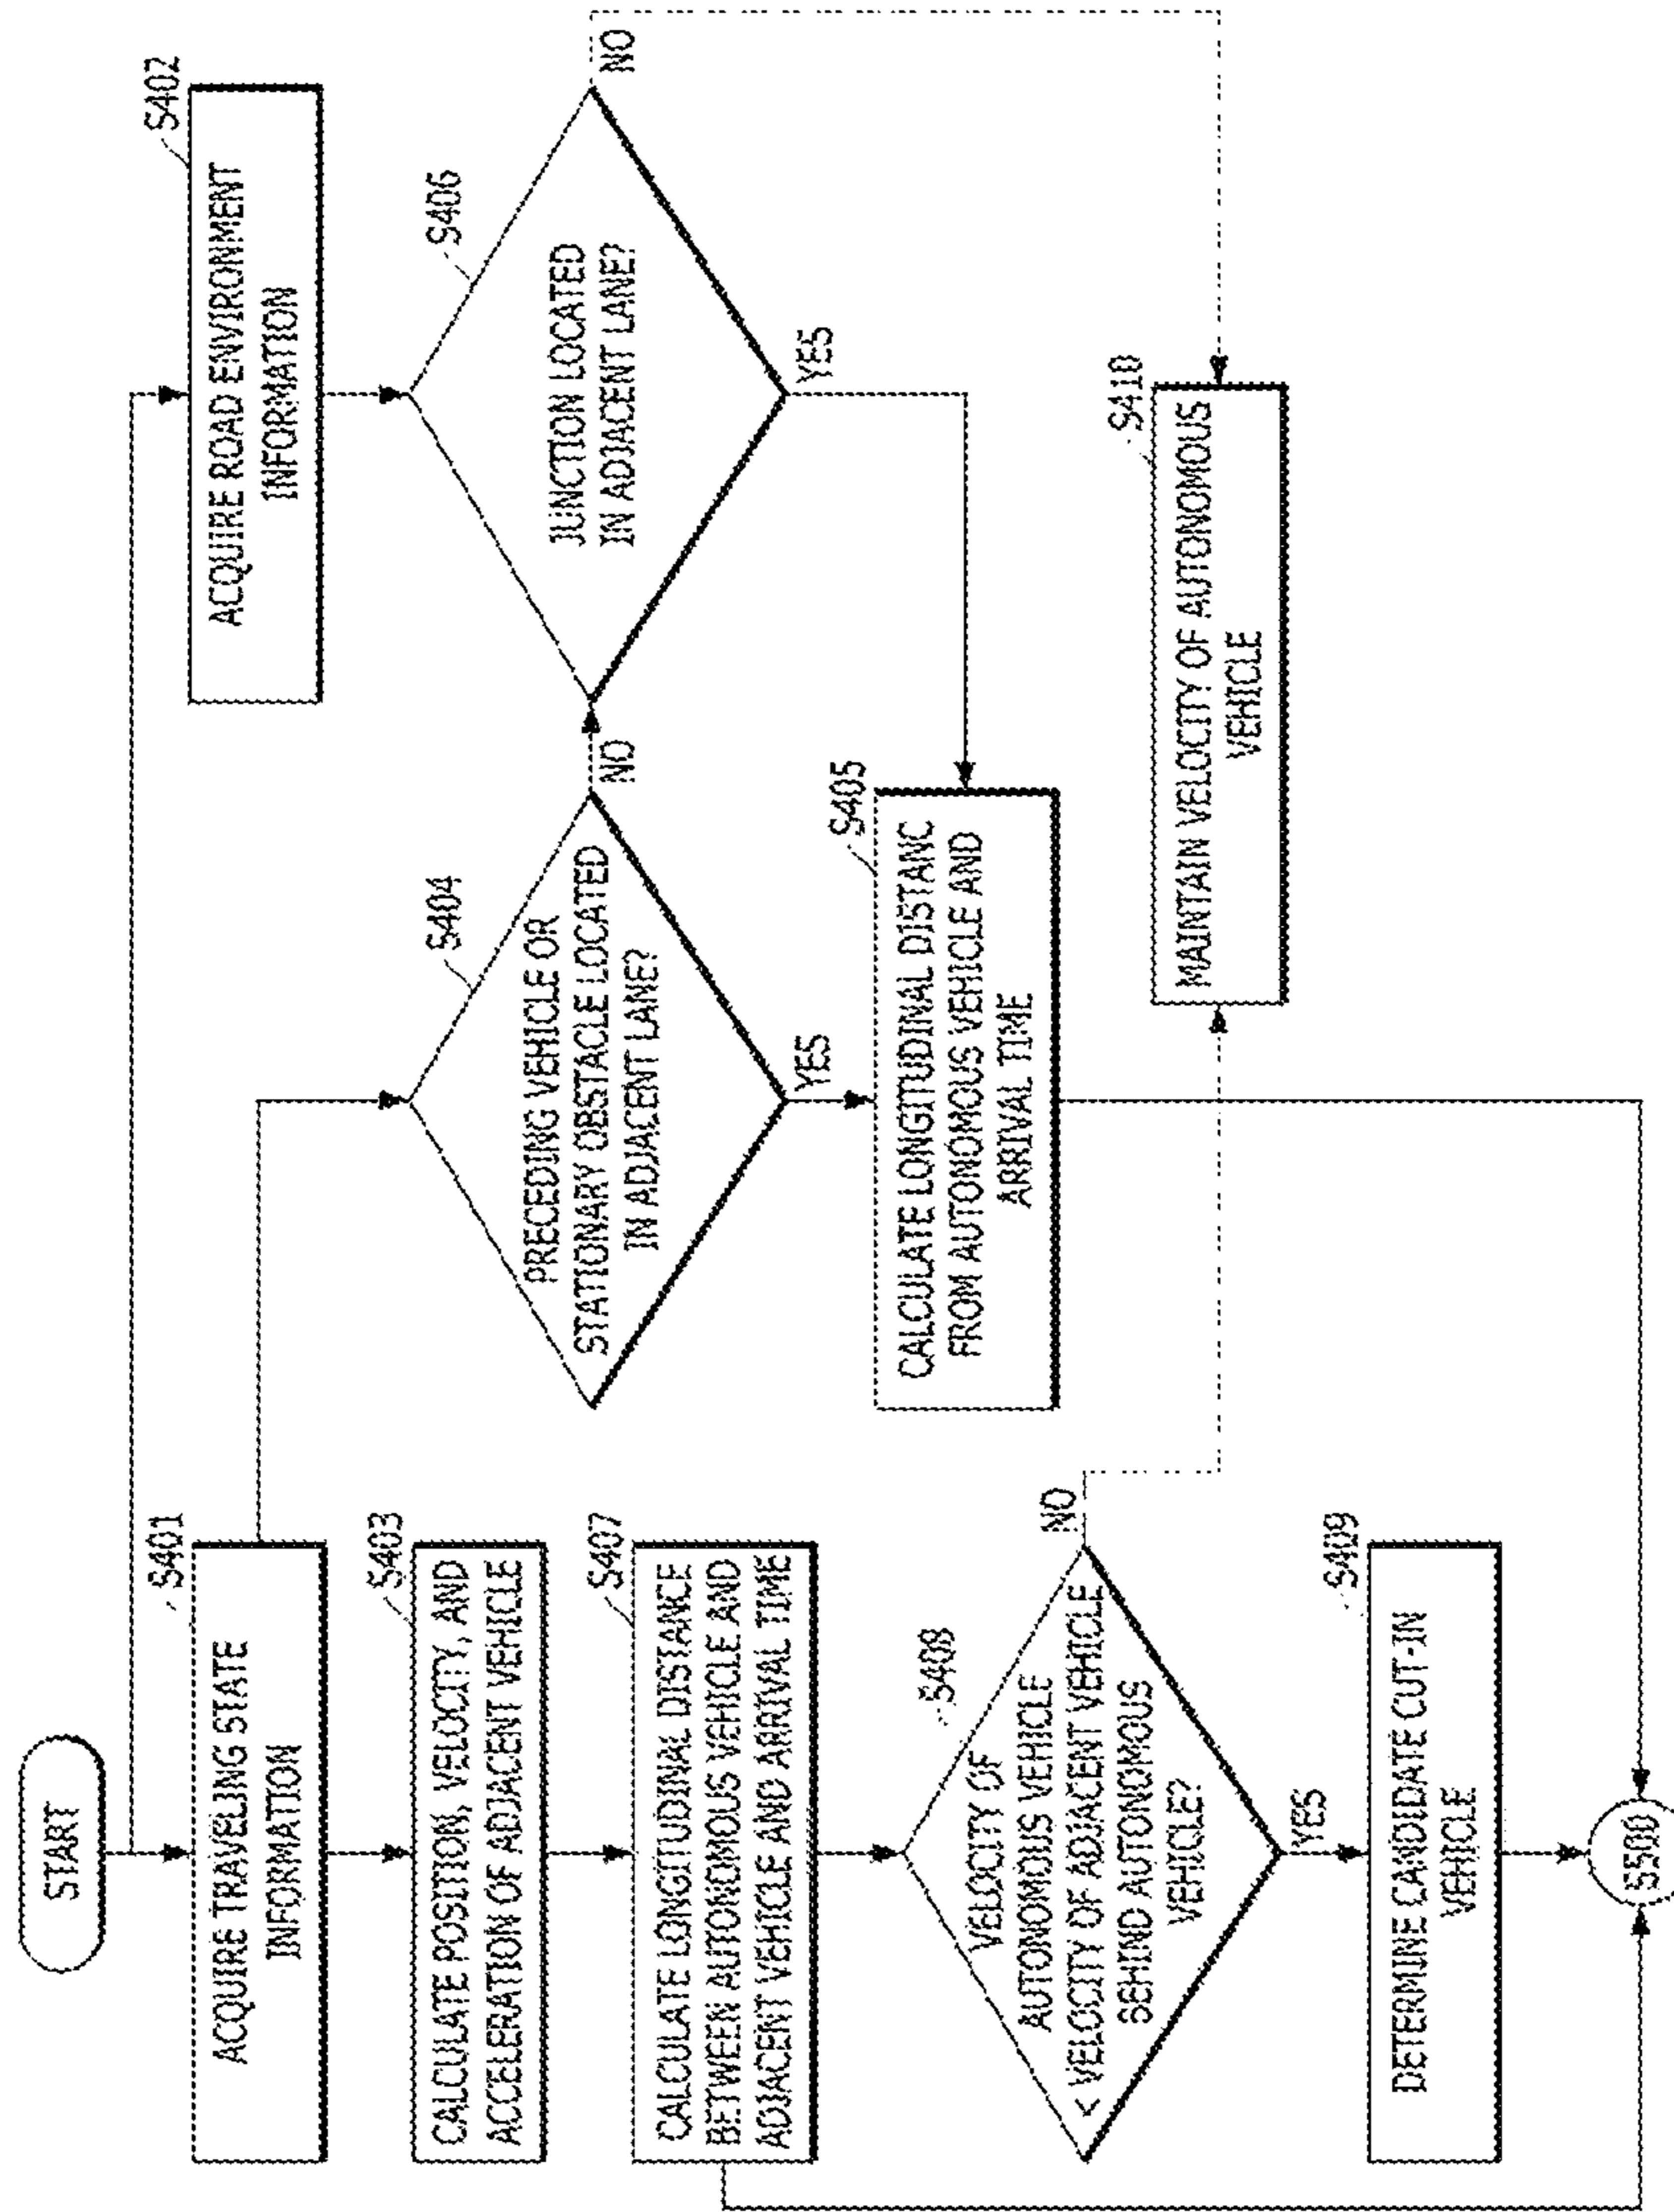 START
S401
ACQUIRE TRAVELING STATE
INFORMATION
S402
ACQUIRE ROAD ENVIRONMENT
INFORMATION
S403
CALCULATE POSITION, VELOCITY, AND
ACCELERATION OF ADJACENT VEHICLE
S404
PRECEDING VEHICLE OR
STATIONARY OBSTACLE LOCATED
IN ADJACENT LANE?
NO
YES
S406
JUNCTION LOCATED
IN ADJACENT LANE?
NO
YES
S407
CALCULATE LONGITUDINAL DISTANCE
BETWEEN AUTONOMOUS VEHICLE AND
ADJACENT VEHICLE AND ARRIVAL TIME
S405
CALCULATE LONGITUDINAL DISTANC
FROM AUTONOMOUS VEHICLE AND
ARRIVAL TIME
S408
VELOCITY OF
AUTONOMOUS VEHICLE
< VELOCITY OF ADJACENT VEHICLE
BEHIND AUTONOMOUS
VEHICLE?
NO
YES
S410
MAINTAIN VELOCITY OF AUTONOMOUS
VEHICLE
S409
DETERMINE CANDIDATE CUT-IN
VEHICLE
S500